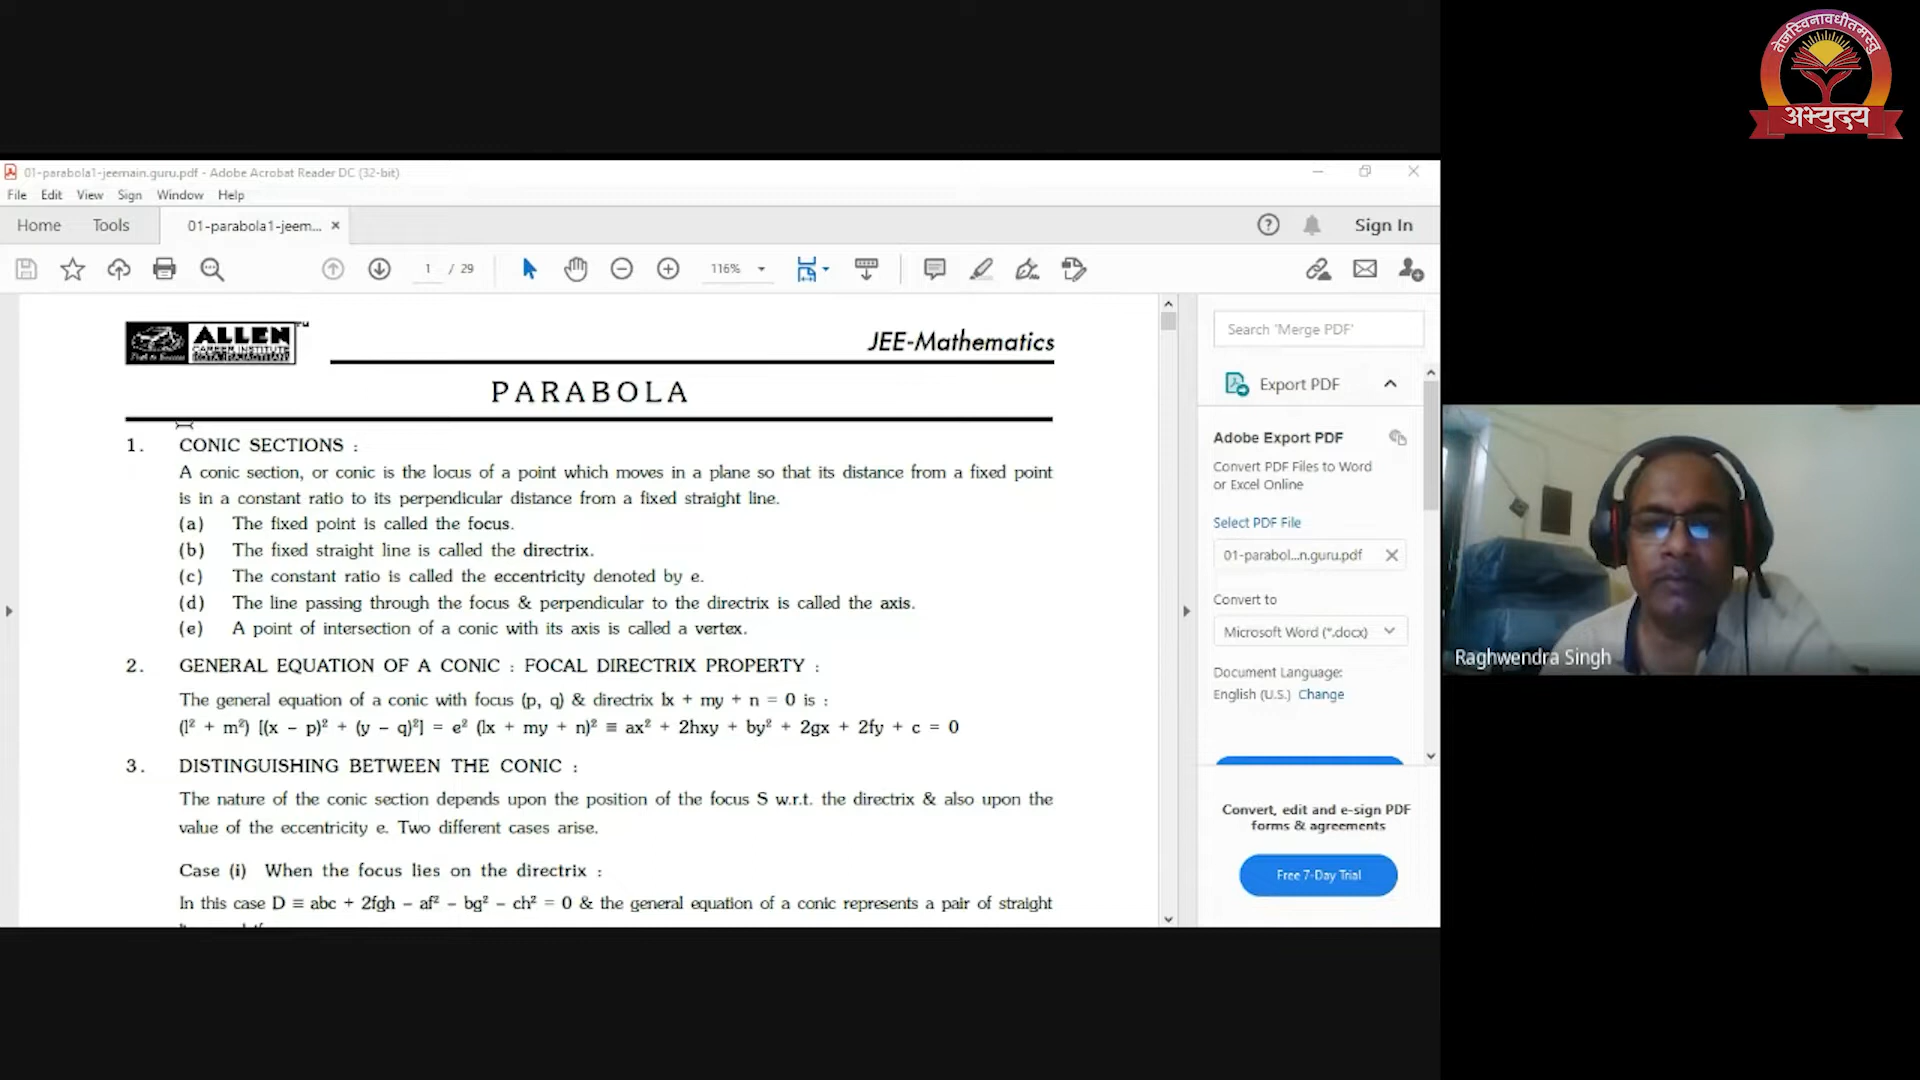 तेजस्विनावधीतमस्तु
अभ्युदय
01-parabola1-jeemain.guru.pdf - Adobe Acrobat Reader DC (32-bit)
File Edit View Sign Window Help
Home Tools 01-parabola1-jeem... × Sign In
1 / 29 116%
ALLEN TM
CAREER INSTITUTE
KOTA (RAJASTHAN)
JEE-Mathematics
PARABOLA
1. CONIC SECTIONS :
A conic section, or conic is the locus of a point which moves in a plane so that its distance from a fixed point
is in a constant ratio to its perpendicular distance from a fixed straight line.
(a) The fixed point is called the focus.
(b) The fixed straight line is called the directrix.
(c) The constant ratio is called the eccentricity denoted by e.
(d) The line passing through the focus & perpendicular to the directrix is called the axis.
(e) A point of intersection of a conic with its axis is called a vertex.
2. GENERAL EQUATION OF A CONIC : FOCAL DIRECTRIX PROPERTY :
The general equation of a conic with focus (p, q) & directrix lx + my + n = 0 is :
(l² + m²) [(x – p)² + (y – q)²] = e² (lx + my + n)² ≡ ax² + 2hxy + by² + 2gx + 2fy + c = 0
3. DISTINGUISHING BETWEEN THE CONIC :
The nature of the conic section depends upon the position of the focus S w.r.t. the directrix & also upon the
value of the eccentricity e. Two different cases arise.
Case (i) When the focus lies on the directrix :
In this case D ≡ abc + 2fgh – af² – bg² – ch² = 0 & the general equation of a conic represents a pair of straight
Search 'Merge PDF'
Export PDF
Adobe Export PDF
Convert PDF Files to Word
or Excel Online
Select PDF File
01-parabol...n.guru.pdf
Convert to
Microsoft Word (*.docx)
Document Language:
English (U.S.) Change
Convert, edit and e-sign PDF
forms & agreements
Free 7-Day Trial
Raghwendra Singh